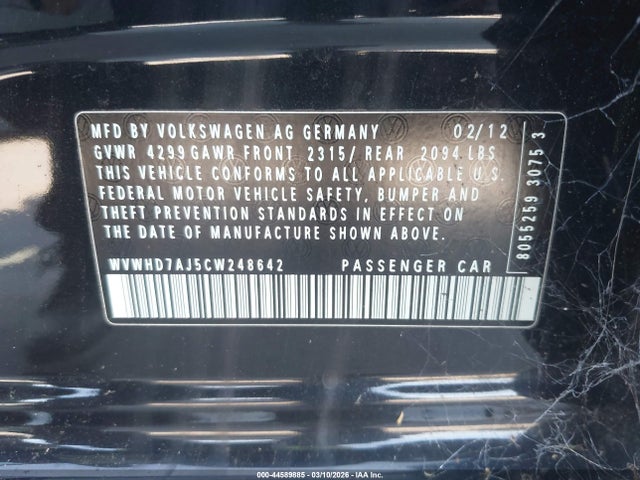 MFD BY VOLKSWAGEN AG GERMANY 02/12
GVWR 4299 GAWR FRONT 2315/ REAR 2094 LBS
THIS VEHICLE CONFORMS TO ALL APPLICABLE U.S.
FEDERAL MOTOR VEHICLE SAFETY, BUMPER AND
THEFT PREVENTION STANDARDS IN EFFECT ON
THE DATE OF MANUFACTURE SHOWN ABOVE.
WVWHD7AJ5CW248642 PASSENGER CAR
8055259 3075 3
000-44589885 - 03/10/2026 - IAA Inc.